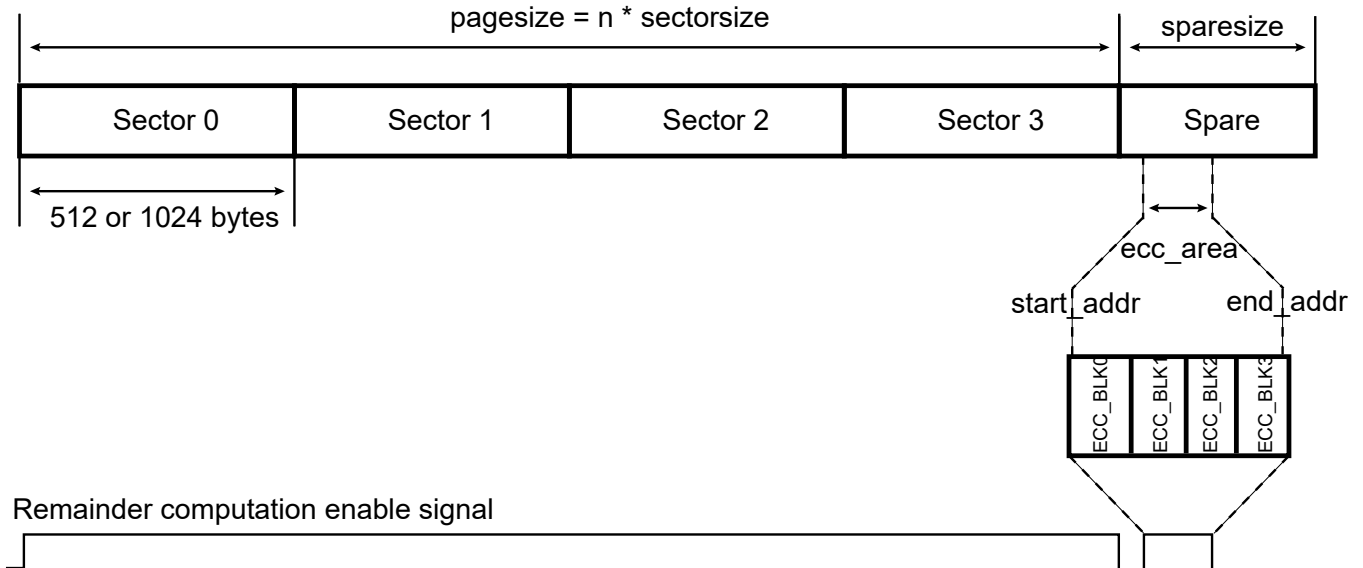 pagesize = n * sectorsize
sparesize
Sector 0
Sector 1
Sector 2
Sector 3
Spare
512 or 1024 bytes
ecc_area
start_addr
end_addr
ECC_BLK0
ECC_BLK1
ECC_BLK2
ECC_BLK3
Remainder computation enable signal